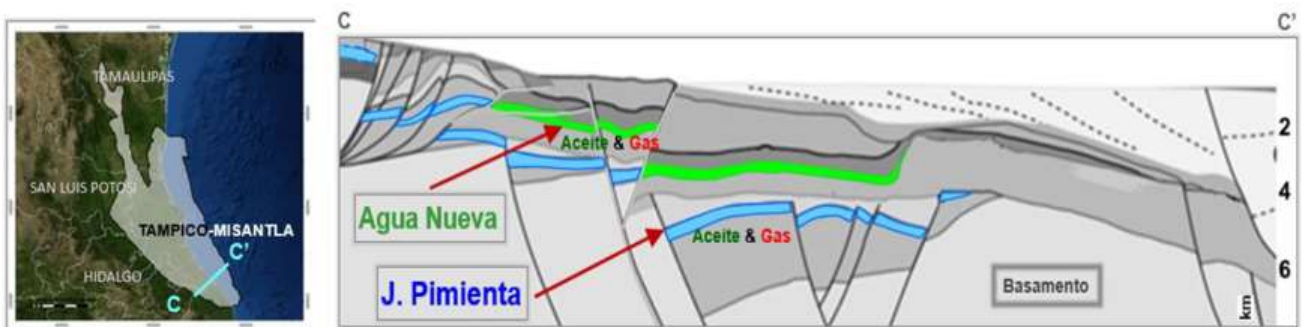 TAMAULIPAS
SAN LUIS POTOSI
TAMPICO-MISANTLA
C'
HIDALGO
C
C
C'
Aceite & Gas
Agua Nueva
Aceite & Gas
J. Pimienta
Basamento
2
4
6
km